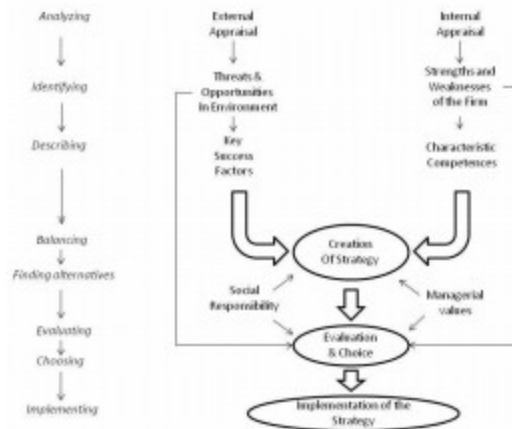 Analyzing
Identifying
Describing
Balancing
Finding alternatives
Evaluating
Choosing
Implementing
External
Appraisal
Threats &
Opportunities
In Environment
Key
Success
Factors
Internal
Appraisal
Strengths and
Weaknesses
of the Firm
Characteristic
Competences
Creation
Of Strategy
Social
Responsibility
Managerial
values
Evaluation
& Choice
Implementation of the
Strategy